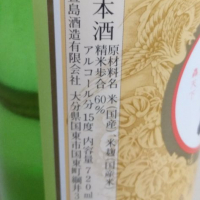 本酒
原材料名 米(国産)、米麹(国産米)
精米歩合 60%
アルコール分 15度 内容量 720ml
島酒造有限会社 大分県国東市国東町綱井